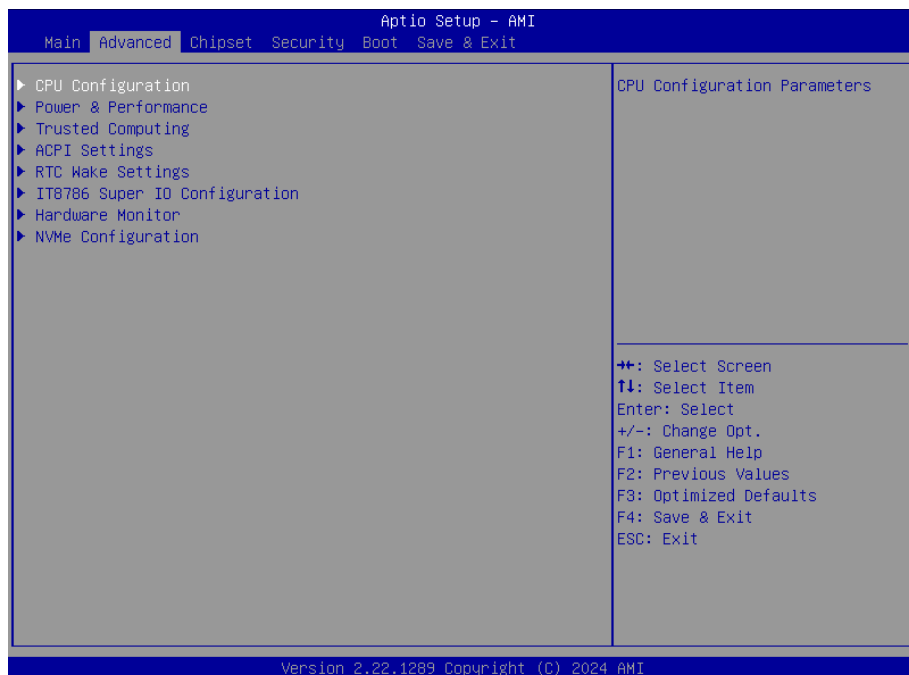 Aptio Setup – AMI
Main Advanced Chipset Security Boot Save & Exit
CPU Configuration
Power & Performance
Trusted Computing
ACPI Settings
RTC Wake Settings
IT8786 Super IO Configuration
Hardware Monitor
NVMe Configuration
CPU Configuration Parameters
→←: Select Screen
↑↓: Select Item
Enter: Select
+/-: Change Opt.
F1: General Help
F2: Previous Values
F3: Optimized Defaults
F4: Save & Exit
ESC: Exit
Version 2.22.1289 Copyright (C) 2024 AMI